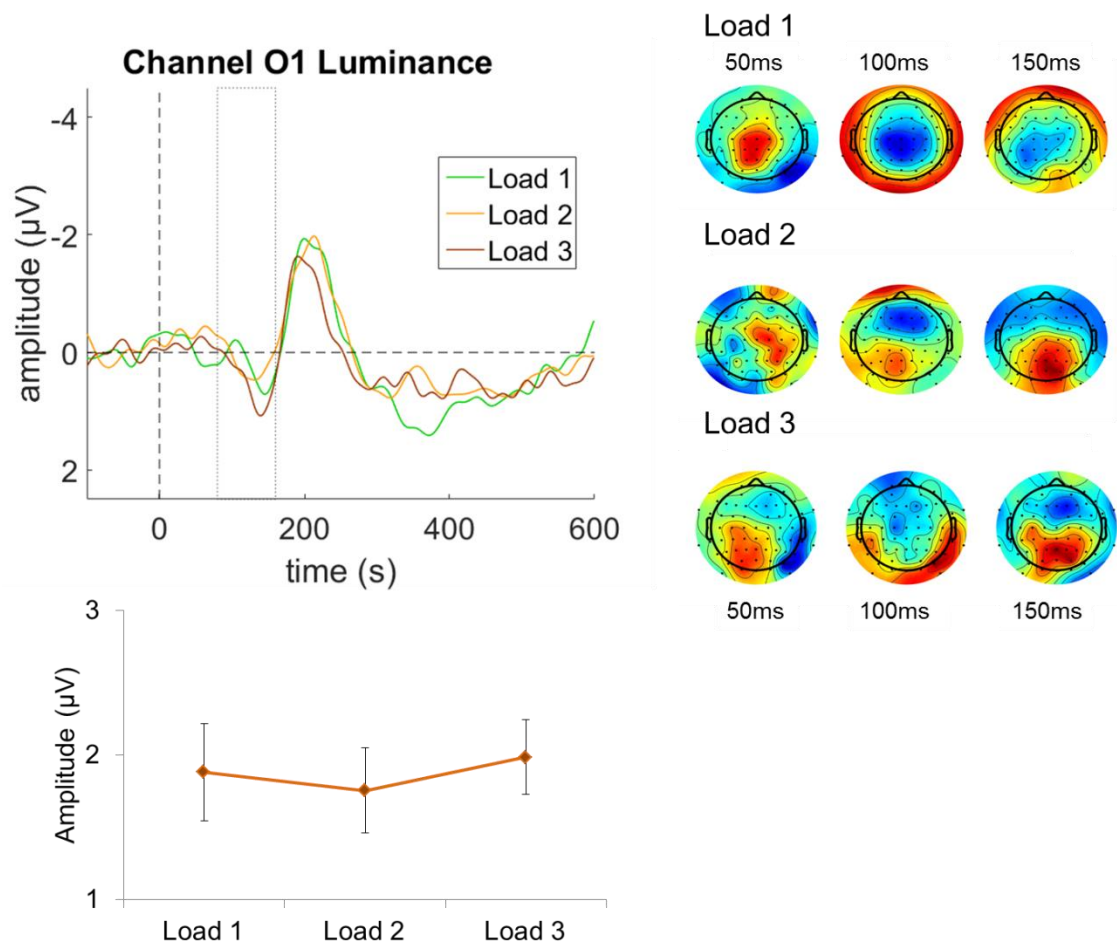 Channel O1 Luminance
-4
-2
0
2
amplitude (µV)
0
200
400
600
time (s)
Load 1
Load 2
Load 3
Load 1
50ms
100ms
150ms
Load 2
Load 3
50ms
100ms
150ms
3
2
1
Amplitude (µV)
Load 1
Load 2
Load 3